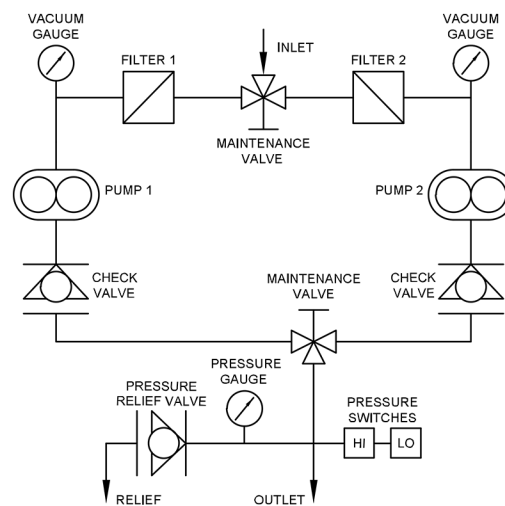 VACUUM
GAUGE
VACUUM
GAUGE
FILTER 1
INLET
FILTER 2
MAINTENANCE
VALVE
PUMP 1
PUMP 2
CHECK
VALVE
MAINTENANCE
VALVE
CHECK
VALVE
PRESSURE
GAUGE
PRESSURE
RELIEF VALVE
PRESSURE
SWITCHES
HI
LO
RELIEF
OUTLET